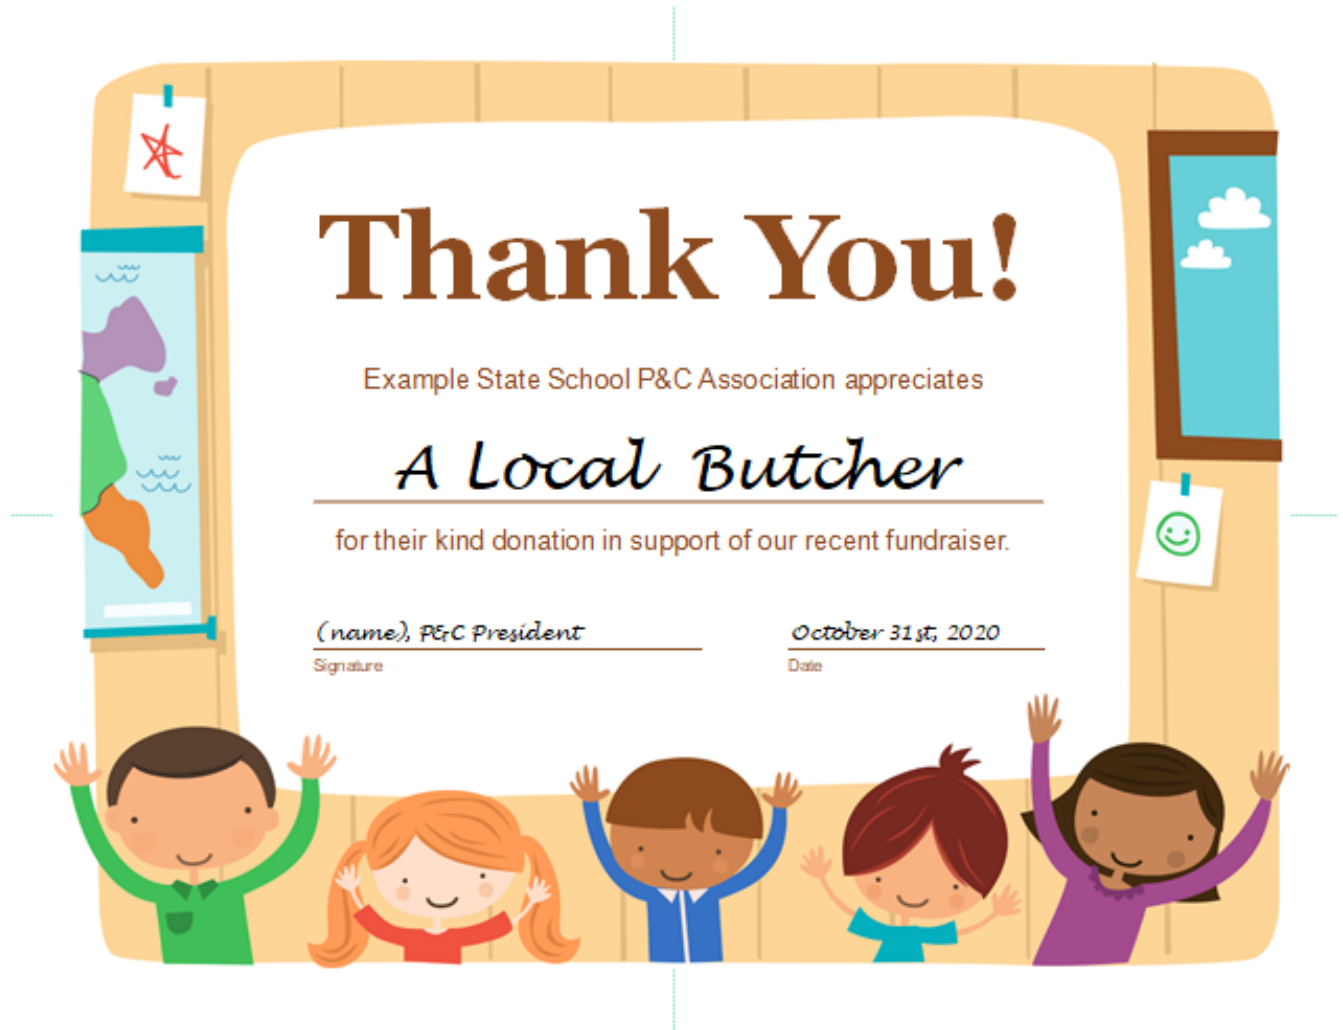 Thank You!
Example State School P&C Association appreciates
A Local Butcher
for their kind donation in support of our recent fundraiser.
(name), P&C President
October 31st, 2020
Signature
Date